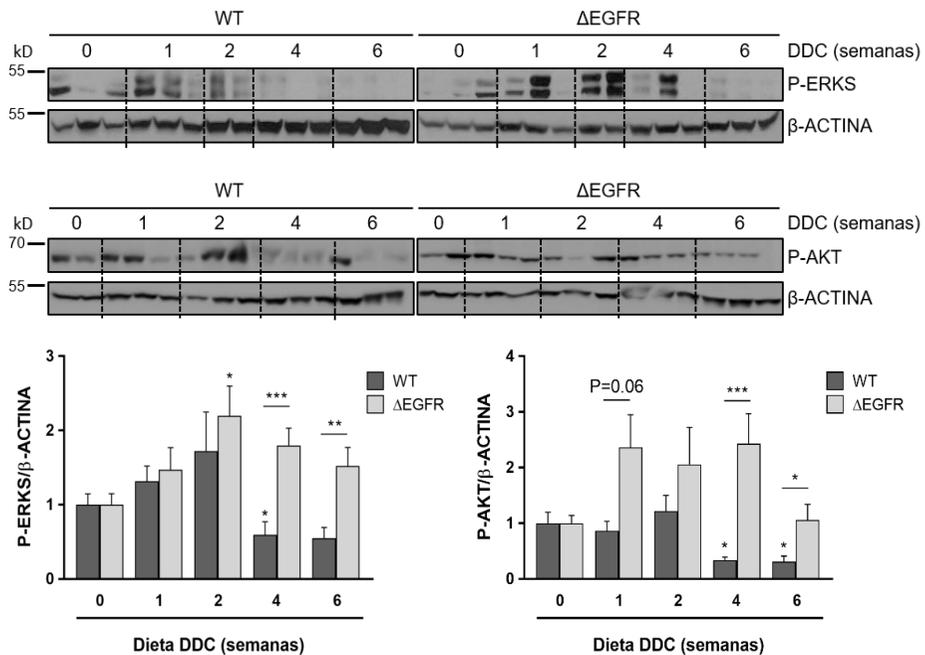 WT ΔEGFR
kD 0 1 2 4 6 0 1 2 4 6 DDC (semanas)
55 P-ERKS
55 β-ACTINA
WT ΔEGFR
kD 0 1 2 4 6 0 1 2 4 6 DDC (semanas)
70 P-AKT
55 β-ACTINA
P-ERKS/β-ACTINA
3
2
1
0
* *** ** *
WT
ΔEGFR
0 1 2 4 6
Dieta DDC (semanas)
P-AKT/β-ACTINA
4
3
2
1
0
P=0.06 *** * * *
WT
ΔEGFR
0 1 2 4 6
Dieta DDC (semanas)